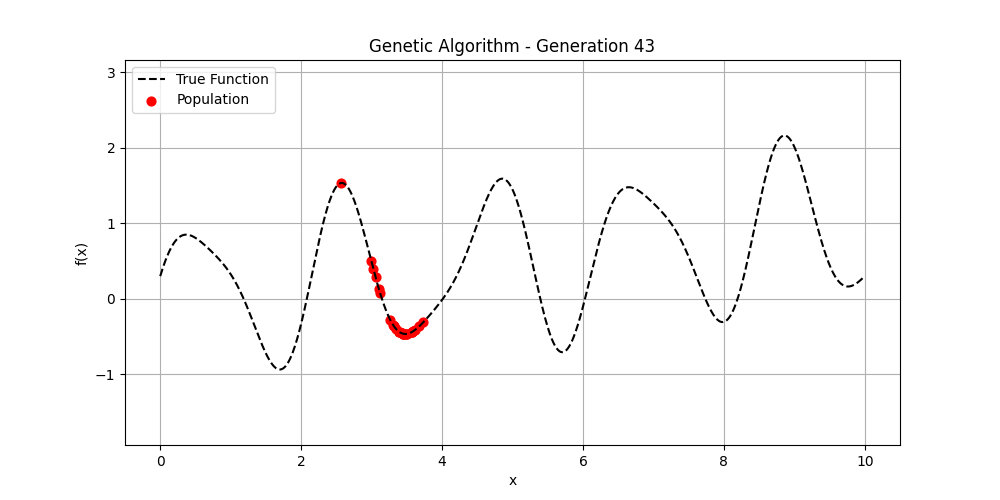 Genetic Algorithm - Generation 43
True Function
Population
3
2
1
0
−1
f(x)
0 2 4 6 8 10
x